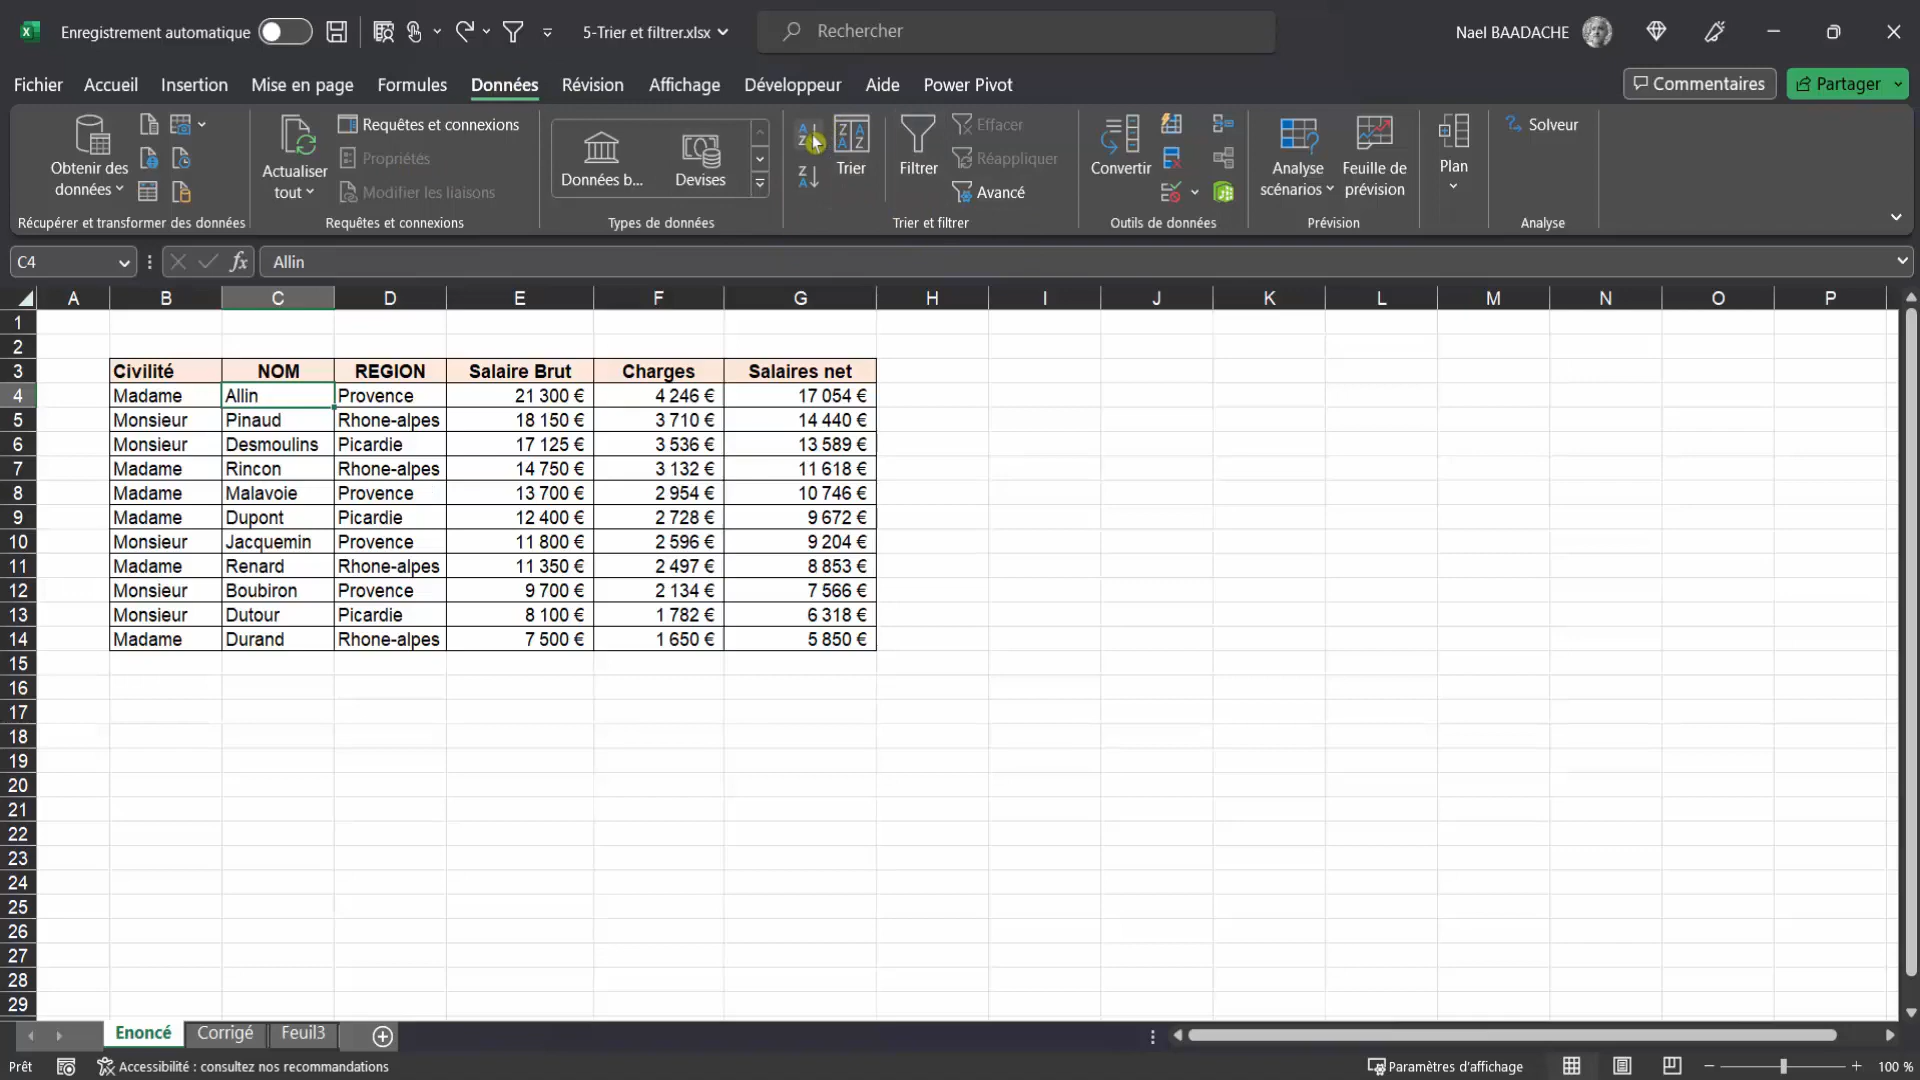 Enregistrement automatique 5-Trier et filtrer.xlsx Rechercher Nael BAADACHE
Fichier Accueil Insertion Mise en page Formules Données Révision Affichage Développeur Aide Power Pivot Commentaires Partager
Obtenir des données
Récupérer et transformer des données
Actualiser tout
Requêtes et connexions
Propriétés
Modifier les liaisons
Requêtes et connexions
Données b...
Devises
Types de données
Trier
Filtrer
Effacer
Réappliquer
Avancé
Trier et filtrer
Convertir
Outils de données
Analyse scénarios
Feuille de prévision
Prévision
Plan
Solveur
Analyse
C4 fx Allin
A B C D E F G H I J K L M N O P
1
2
3 Civilité NOM REGION Salaire Brut Charges Salaires net
4 Madame Allin Provence 21 300 € 4 246 € 17 054 €
5 Monsieur Pinaud Rhone-alpes 18 150 € 3 710 € 14 440 €
6 Monsieur Desmoulins Picardie 17 125 € 3 536 € 13 589 €
7 Madame Rincon Rhone-alpes 14 750 € 3 132 € 11 618 €
8 Madame Malavoie Provence 13 700 € 2 954 € 10 746 €
9 Madame Dupont Picardie 12 400 € 2 728 € 9 672 €
10 Monsieur Jacquemin Provence 11 800 € 2 596 € 9 204 €
11 Madame Renard Rhone-alpes 11 350 € 2 497 € 8 853 €
12 Monsieur Boubiron Provence 9 700 € 2 134 € 7 566 €
13 Monsieur Dutour Picardie 8 100 € 1 782 € 6 318 €
14 Madame Durand Rhone-alpes 7 500 € 1 650 € 5 850 €
15
16
17
18
19
20
21
22
23
24
25
26
27
28
29
Enoncé Corrigé Feuil3
Prêt Accessibilité : consultez nos recommandations Paramètres d'affichage 100 %